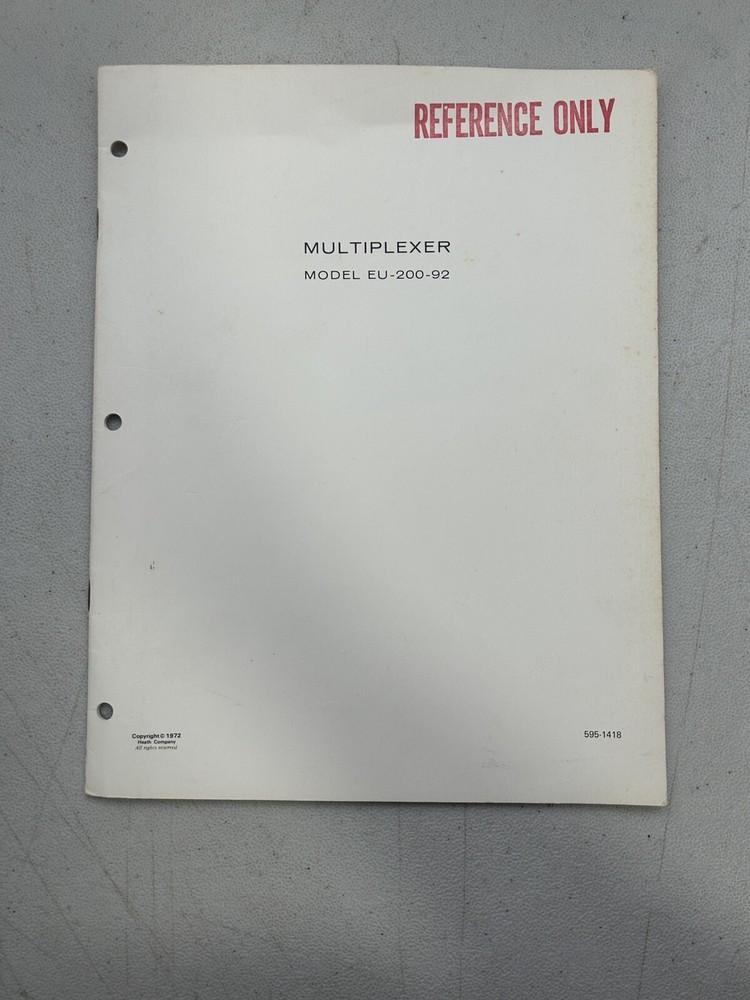 REFERENCE ONLY
MULTIPLEXER
MODEL EU-200-92
Copyright © 1972
Heath Company
All rights reserved
595-1418